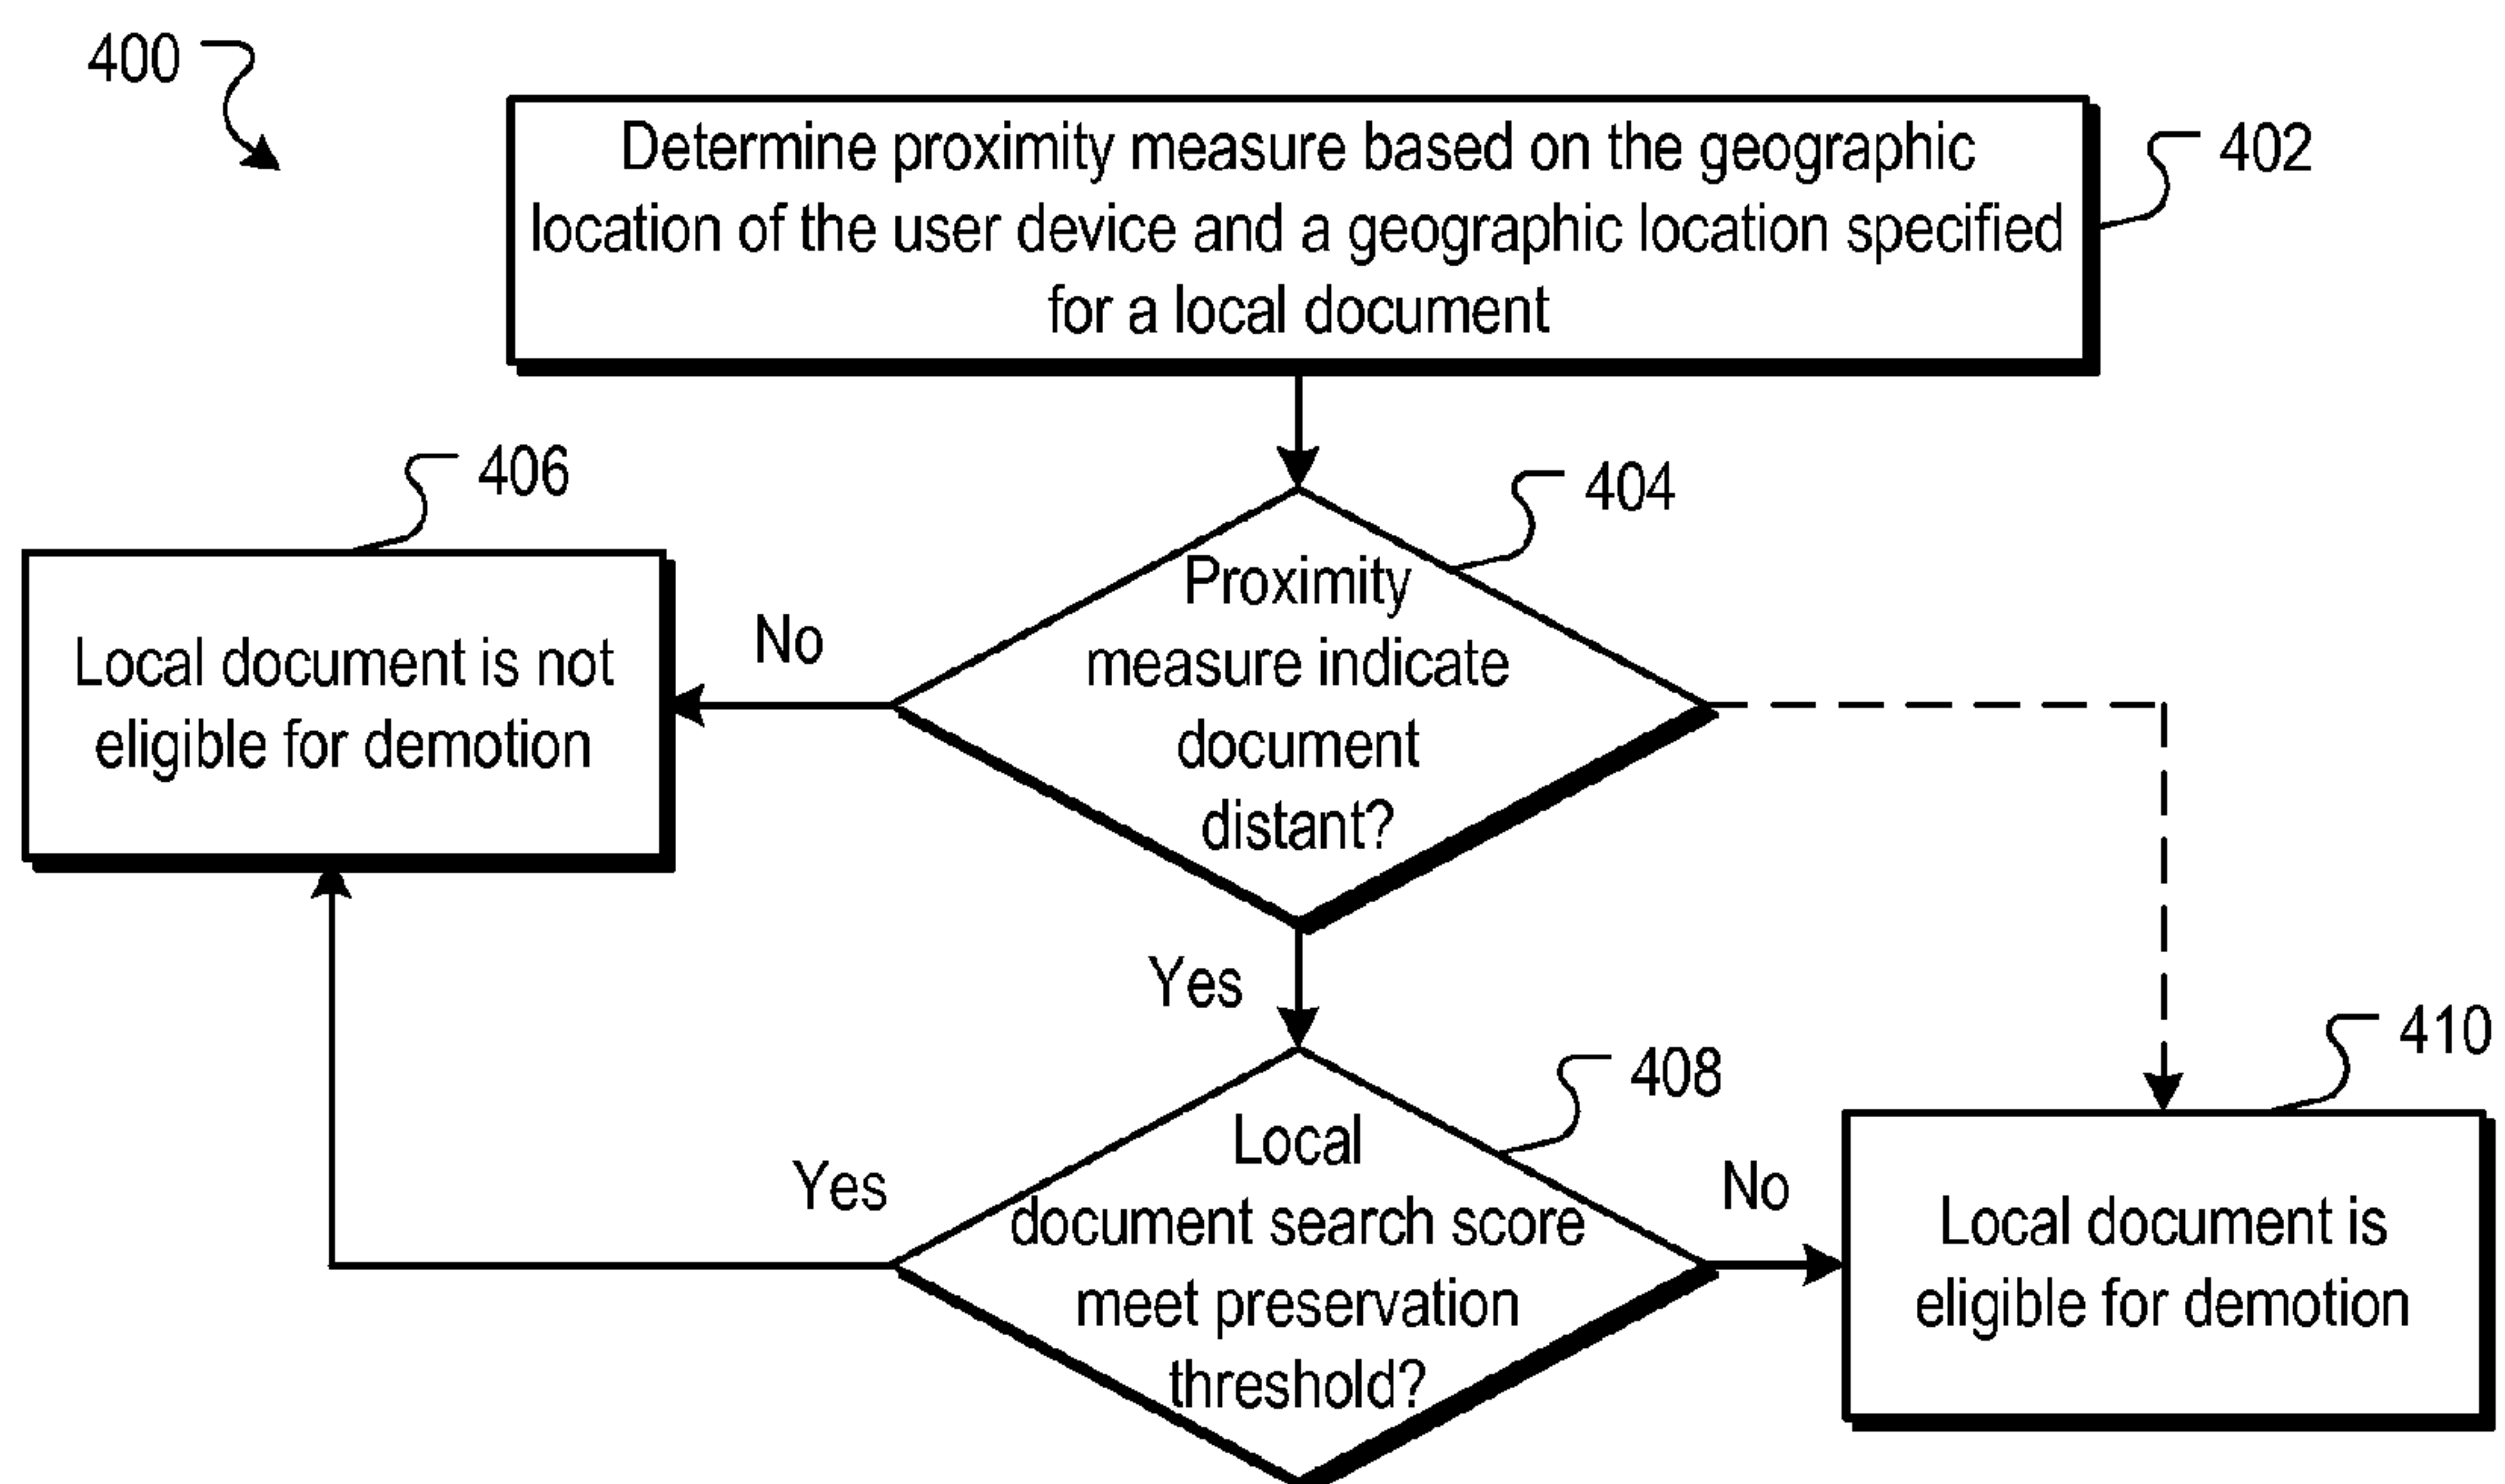 400
Determine proximity measure based on the geographic
location of the user device and a geographic location specified
for a local document
402
406
404
Proximity
measure indicate
document
distant?
No
Local document is not
eligible for demotion
Yes
408
410
Local
document search score
meet preservation
threshold?
Yes
No
Local document is
eligible for demotion